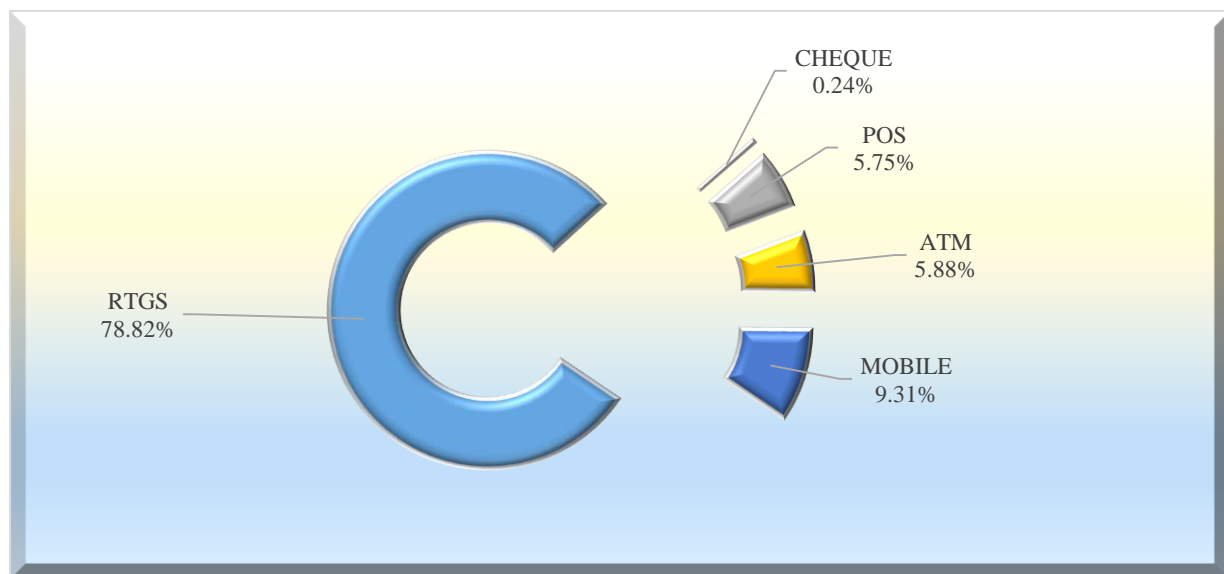 CHEQUE
0.24%
POS
5.75%
ATM
5.88%
RTGS
78.82%
MOBILE
9.31%